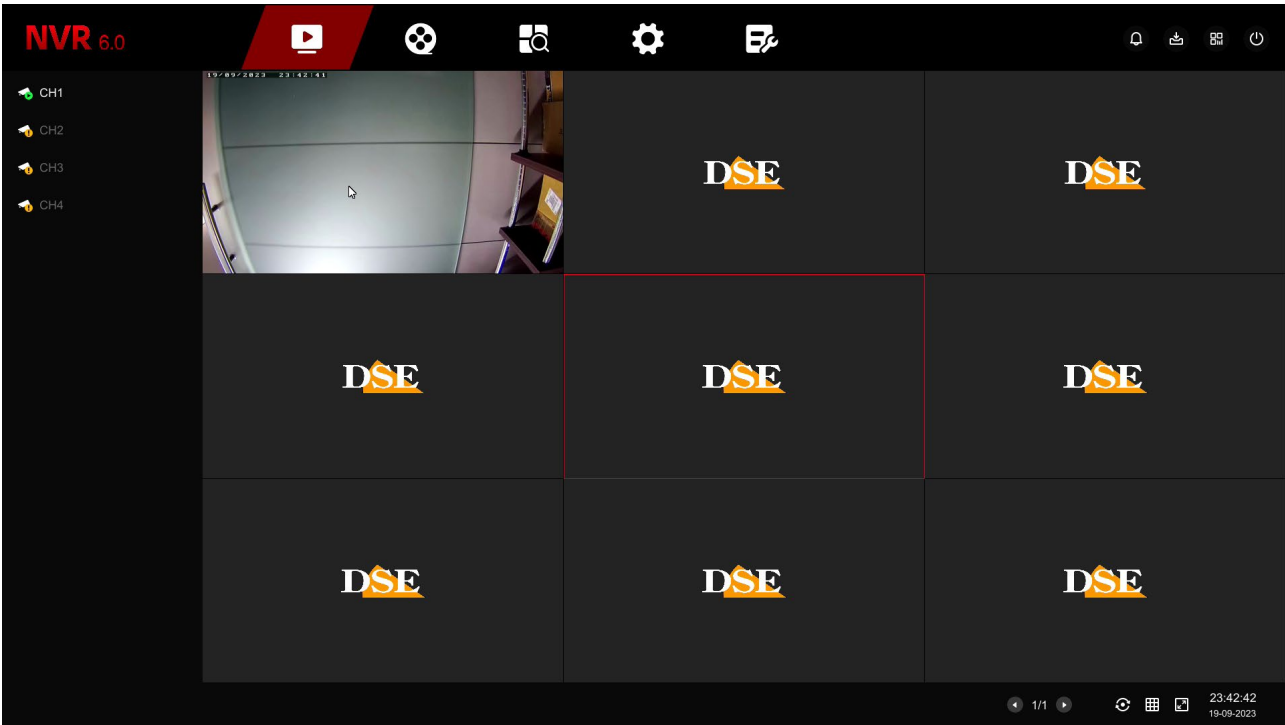 NVR 6.0
CH1
CH2
CH3
CH4
19/09/2023 23:42:41
DSE
DSE
DSE
DSE
DSE
DSE
DSE
DSE
1/1
23:42:42
19-09-2023